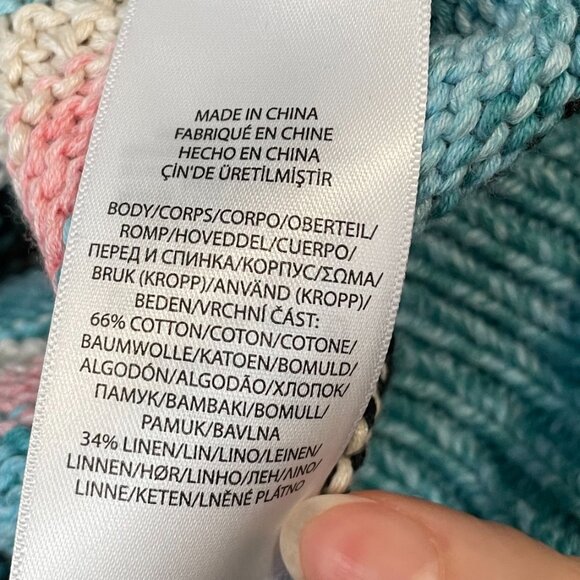 MADE IN CHINA
FABRIQUÉ EN CHINE
HECHO EN CHINA
ÇİN'DE ÜRETİLMİŞTİR
BODY/CORPS/CORPO/OBERTEIL/
ROMP/HOVEDDEL/CUERPO/
ПЕРЕД И СПИНКА/КОРПУС/ΣΩΜΑ/
BRUK (KROPP)/ANVÄND (KROPP)/
BEDEN/VRCHNÍ ČÁST:
66% COTTON/COTON/COTONE/
BAUMWOLLE/KATOEN/BOMULD/
ALGODÓN/ALGODÃO/ХЛОПОК/
ПАМУК/BAMBAKI/BOMULL/
PAMUK/BAVLNA
34% LINEN/LIN/LINO/LEINEN/
LINNEN/HØR/LINHO/ЛЕН/ΛΙΝΟ/
LINNE/KETEN/LNĚNÉ PLÁTNO